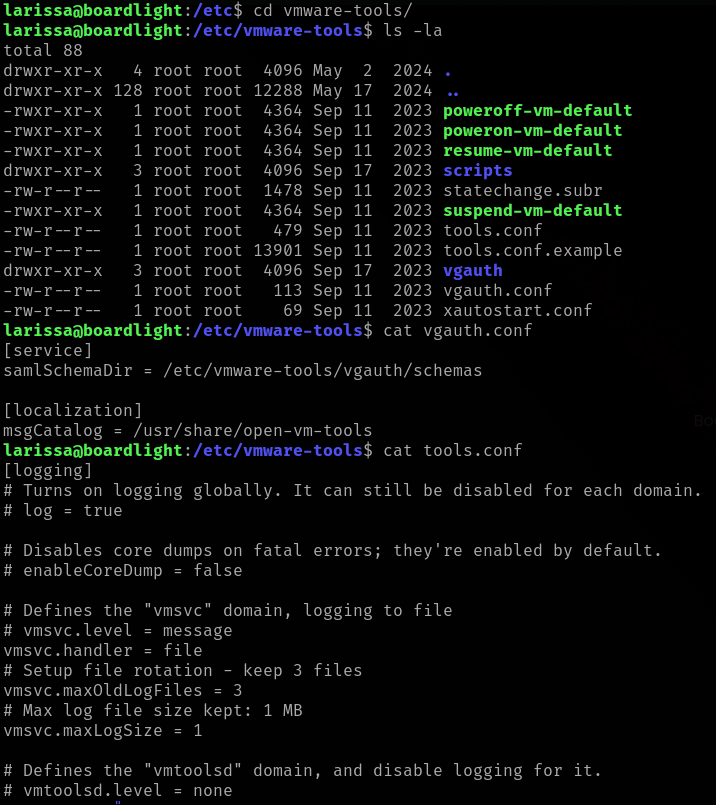 larissa@boardlight:/etc$ cd vmware-tools/
larissa@boardlight:/etc/vmware-tools$ ls -la
total 88
drwxr-xr-x   4 root root  4096 May  2  2024 .
drwxr-xr-x 128 root root 12288 May 17  2024 ..
-rwxr-xr-x   1 root root  4364 Sep 11  2023 poweroff-vm-default
-rwxr-xr-x   1 root root  4364 Sep 11  2023 poweron-vm-default
-rwxr-xr-x   1 root root  4364 Sep 11  2023 resume-vm-default
drwxr-xr-x   3 root root  4096 Sep 17  2023 scripts
-rw-r--r--   1 root root  1478 Sep 11  2023 statechange.subr
-rwxr-xr-x   1 root root  4364 Sep 11  2023 suspend-vm-default
-rw-r--r--   1 root root   479 Sep 11  2023 tools.conf
-rw-r--r--   1 root root 13901 Sep 11  2023 tools.conf.example
drwxr-xr-x   3 root root  4096 Sep 17  2023 vgauth
-rw-r--r--   1 root root   113 Sep 11  2023 vgauth.conf
-rw-r--r--   1 root root    69 Sep 11  2023 xautostart.conf
larissa@boardlight:/etc/vmware-tools$ cat vgauth.conf
[service]
samlSchemaDir = /etc/vmware-tools/vgauth/schemas

[localization]
msgCatalog = /usr/share/open-vm-tools
larissa@boardlight:/etc/vmware-tools$ cat tools.conf
[logging]
# Turns on logging globally. It can still be disabled for each domain.
# log = true

# Disables core dumps on fatal errors; they're enabled by default.
# enableCoreDump = false

# Defines the "vmsvc" domain, logging to file
# vmsvc.level = message
vmsvc.handler = file
# Setup file rotation - keep 3 files
vmsvc.maxOldLogFiles = 3
# Max log file size kept: 1 MB
vmsvc.maxLogSize = 1

# Defines the "vmtoolsd" domain, and disable logging for it.
# vmtoolsd.level = none